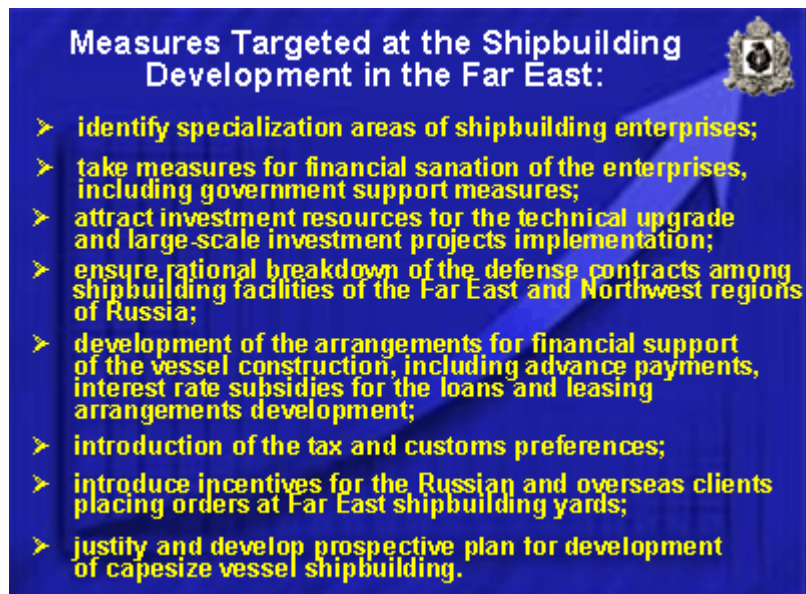 Measures Targeted at the Shipbuilding
Development in the Far East:
➢ identify specialization areas of shipbuilding enterprises;
➢ take measures for financial sanation of the enterprises,
including government support measures;
➢ attract investment resources for the technical upgrade
and large-scale investment projects implementation;
➢ ensure rational breakdown of the defense contracts among
shipbuilding facilities of the Far East and Northwest regions
of Russia;
➢ development of the arrangements for financial support
of the vessel construction, including advance payments,
interest rate subsidies for the loans and leasing
arrangements development;
➢ introduction of the tax and customs preferences;
➢ introduce incentives for the Russian and overseas clients
placing orders at Far East shipbuilding yards;
➢ justify and develop prospective plan for development
of capesize vessel shipbuilding.